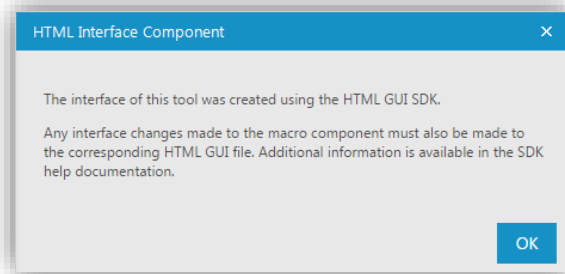 HTML Interface Component
The interface of this tool was created using the HTML GUI SDK.
Any interface changes made to the macro component must also be made to
the corresponding HTML GUI file. Additional information is available in the SDK
help documentation.
OK